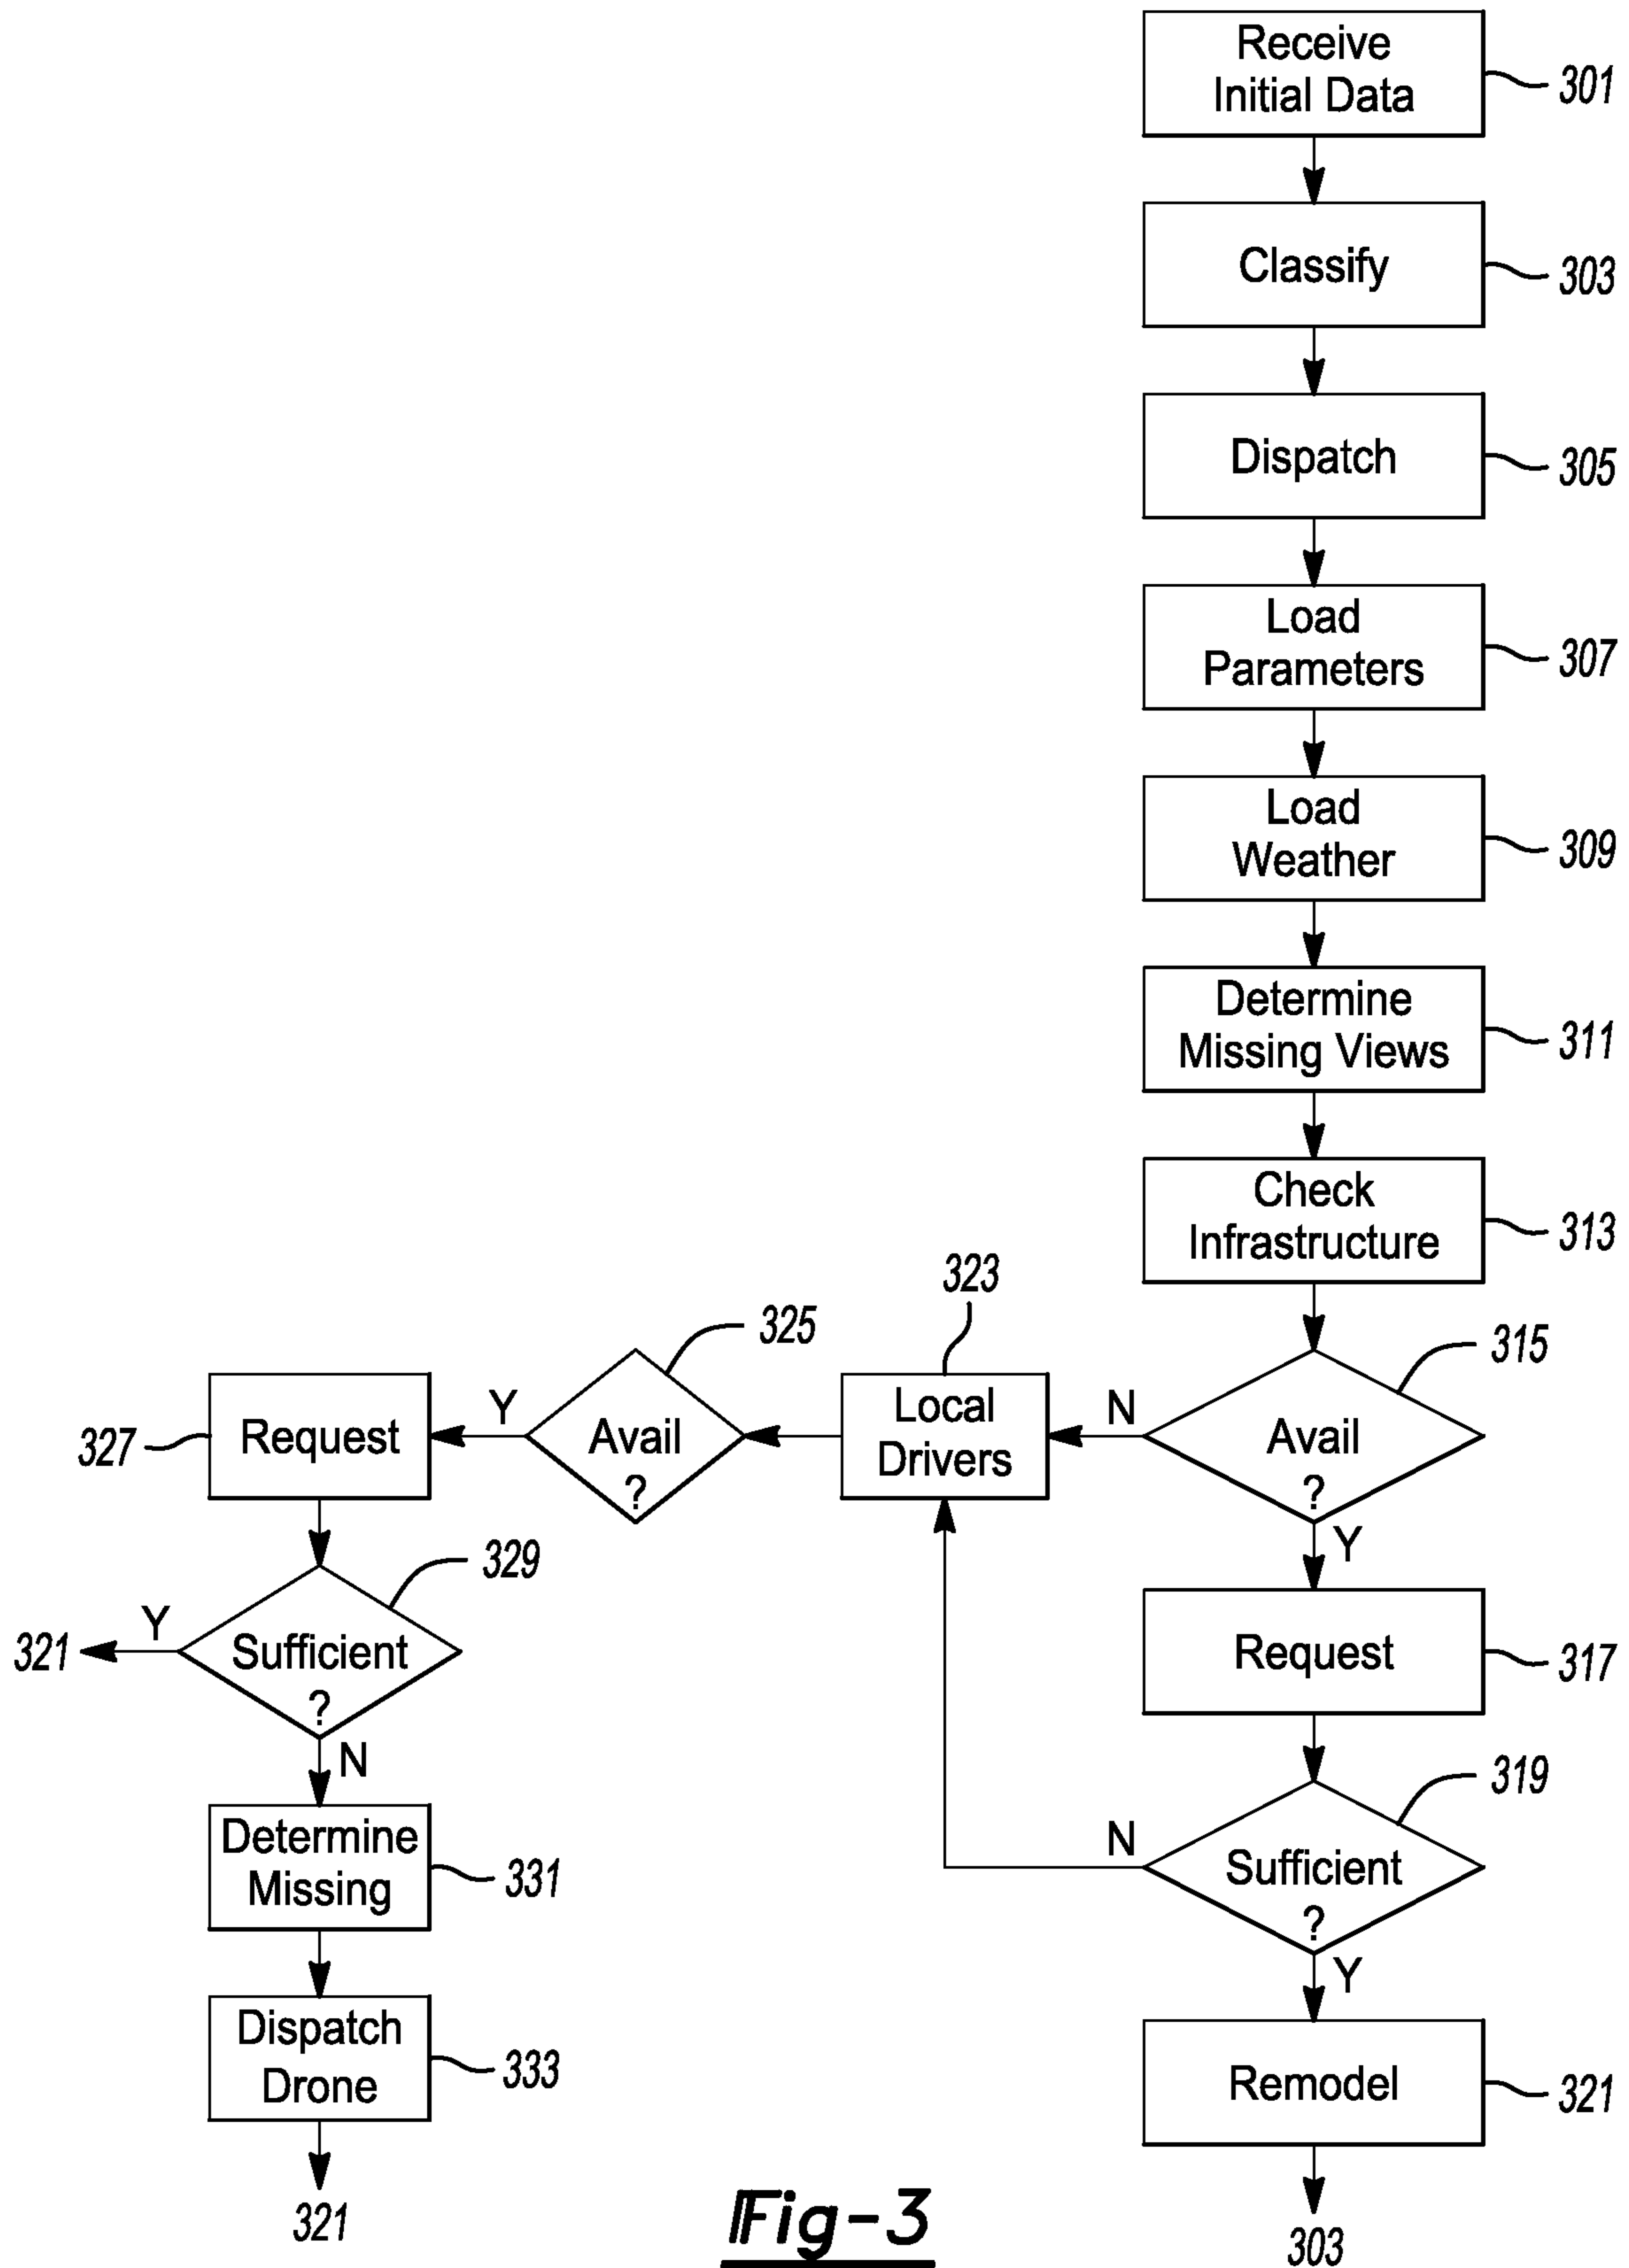 Receive
Initial Data
301
Classify
303
Dispatch
305
Load
Parameters
307
Load
Weather
309
Determine
Missing Views
311
Check
Infrastructure
313
315
Avail
?
N
Y
323
Local
Drivers
325
Avail
?
Y
327
Request
329
Sufficient
?
Y
321
N
Determine
Missing
331
Dispatch
Drone
333
321
Request
317
319
Sufficient
?
N
Y
Remodel
321
303
Fig-3